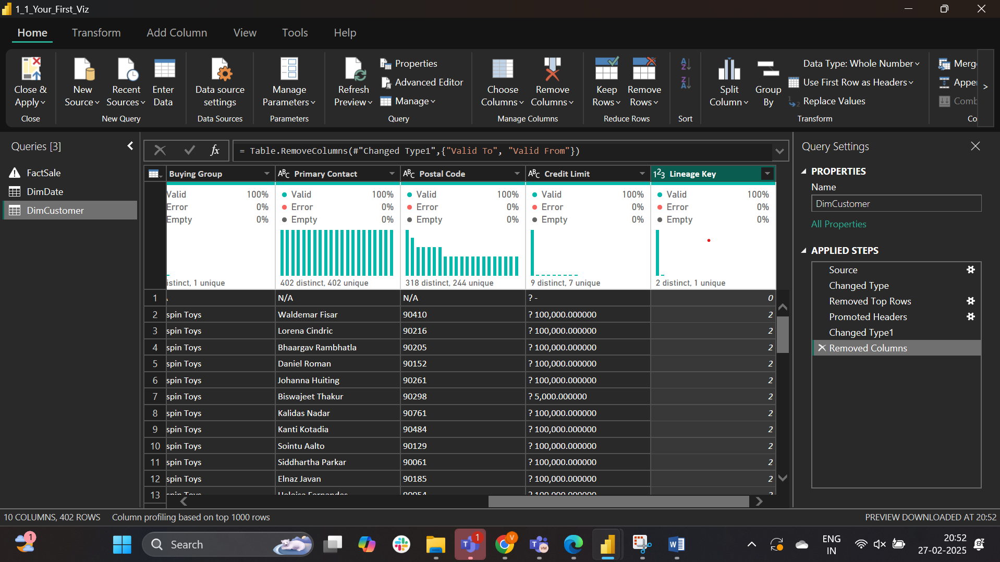 1_1_Your_First_Viz
Home Transform Add Column View Tools Help
Close & Apply
Close
New Source
Recent Sources
Enter Data
New Query
Data source settings
Data Sources
Manage Parameters
Parameters
Refresh Preview
Properties
Advanced Editor
Manage
Query
Choose Columns
Remove Columns
Manage Columns
Keep Rows
Remove Rows
Reduce Rows
A Z
Z A
Sort
Split Column
Group By
Data Type: Whole Number
Use First Row as Headers
1 2 Replace Values
Transform
Merg
Appe
Comb
Co
Queries [3]
FactSale
DimDate
DimCustomer
fx = Table.RemoveColumns(#"Changed Type1",{"Valid To", "Valid From"})
Buying Group ABC Primary Contact ABC Postal Code ABC Credit Limit 123 Lineage Key
Valid 100% Valid 100% Valid 100% Valid 100% Valid 100%
Error 0% Error 0% Error 0% Error 0% Error 0%
Empty 0% Empty 0% Empty 0% Empty 0% Empty 0%
istinct, 1 unique 402 distinct, 402 unique 318 distinct, 244 unique 9 distinct, 7 unique 2 distinct, 1 unique
1 N/A N/A ? - 0
2 spin Toys Waldemar Fisar 90410 ? 100,000.000000 2
3 spin Toys Lorena Cindric 90216 ? 100,000.000000 2
4 spin Toys Bhaargav Rambhatla 90205 ? 100,000.000000 2
5 spin Toys Daniel Roman 90152 ? 100,000.000000 2
6 spin Toys Johanna Huiting 90261 ? 100,000.000000 2
7 spin Toys Biswajeet Thakur 90298 ? 5,000.000000 2
8 spin Toys Kalidas Nadar 90761 ? 100,000.000000 2
9 spin Toys Kanti Kotadia 90484 ? 100,000.000000 2
10 spin Toys Sointu Aalto 90129 ? 100,000.000000 2
11 spin Toys Siddhartha Parkar 90061 ? 100,000.000000 2
12 spin Toys Elnaz Javan 90185 ? 100,000.000000 2
13
Query Settings
PROPERTIES
Name
DimCustomer
All Properties
APPLIED STEPS
Source
Changed Type
Removed Top Rows
Promoted Headers
Changed Type1
Removed Columns
10 COLUMNS, 402 ROWS Column profiling based on top 1000 rows PREVIEW DOWNLOADED AT 20:52
1
Search
1
V
VM
ENG
IN
20:52
27-02-2025